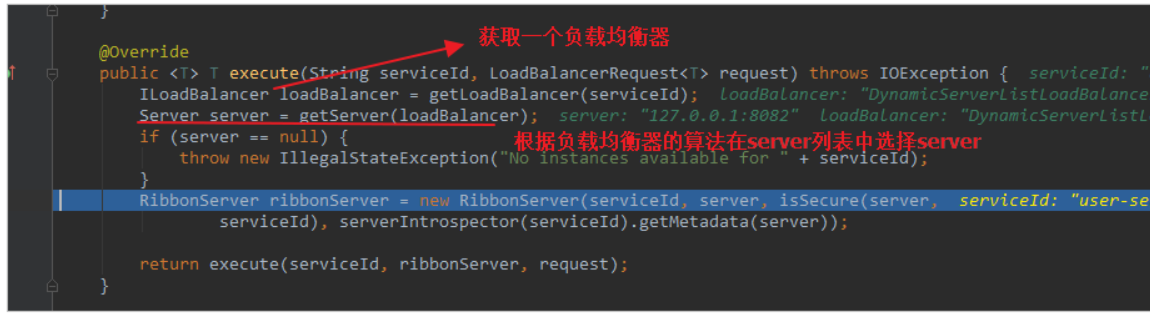 }
获取一个负载均衡器
@Override
public <T> T execute(String serviceId, LoadBalancerRequest<T> request) throws IOException {  serviceId: "
ILoadBalancer loadBalancer = getLoadBalancer(serviceId);  loadBalancer: "DynamicServerListLoadBalance
Server server = getServer(loadBalancer);  server: "127.0.0.1:8082"  loadBalancer: "DynamicServerListL
if (server == null) {
根据负载均衡器的算法在server列表中选择server
throw new IllegalStateException("No instances available for " + serviceId);
}
RibbonServer ribbonServer = new RibbonServer(serviceId, server, isSecure(server,  serviceId: "user-se
serviceId), serverIntrospector(serviceId).getMetadata(server));
return execute(serviceId, ribbonServer, request);
}